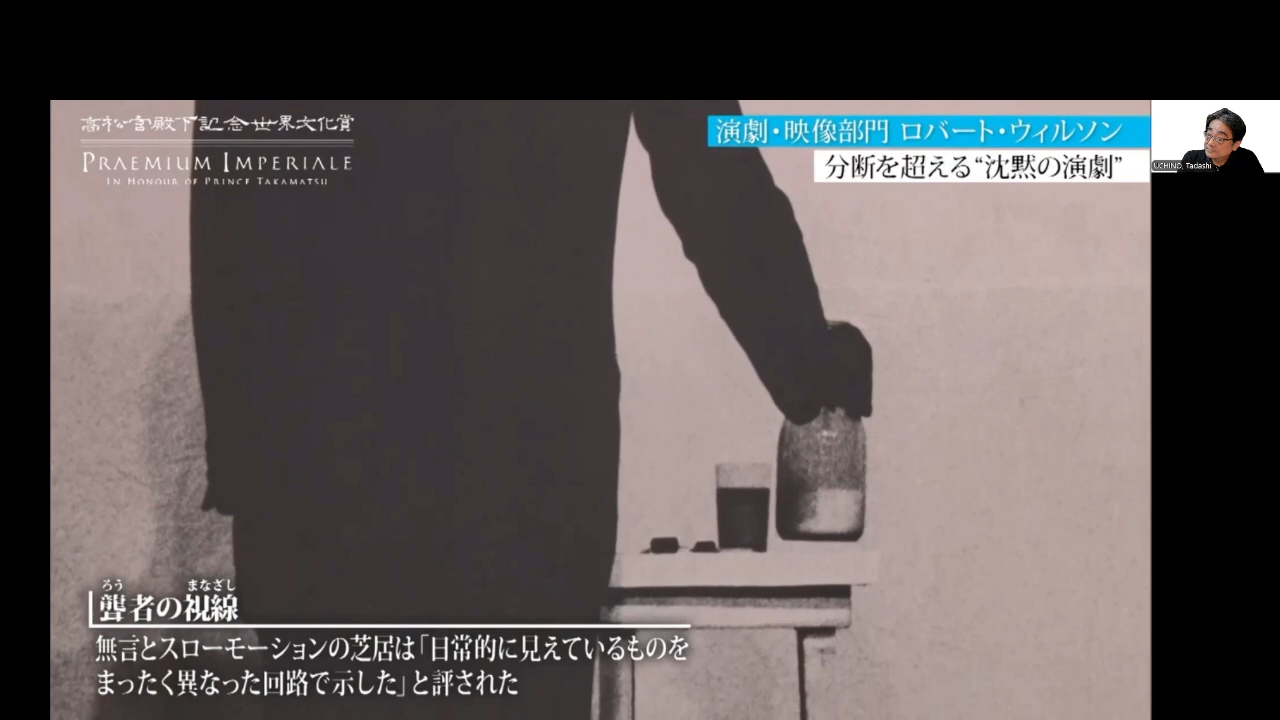 高松宮殿下記念世界文化賞
PRAEMIUM IMPERIALE
IN HONOUR OF PRINCE TAKAMATSU
演劇・映像部門 ロバート・ウィルソン
分断を超える“沈黙の演劇”
UCHINO, Tadashi
ろう まなざし
聾者の視線
無言とスローモーションの芝居は「日常的に見えているものを
まったく異なった回路で示した」と評された